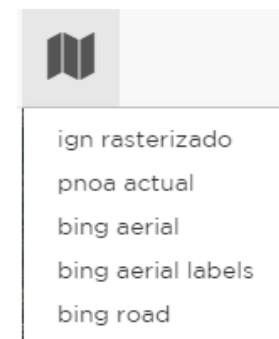 ign rasterizado
pnoa actual
bing aerial
bing aerial labels
bing road